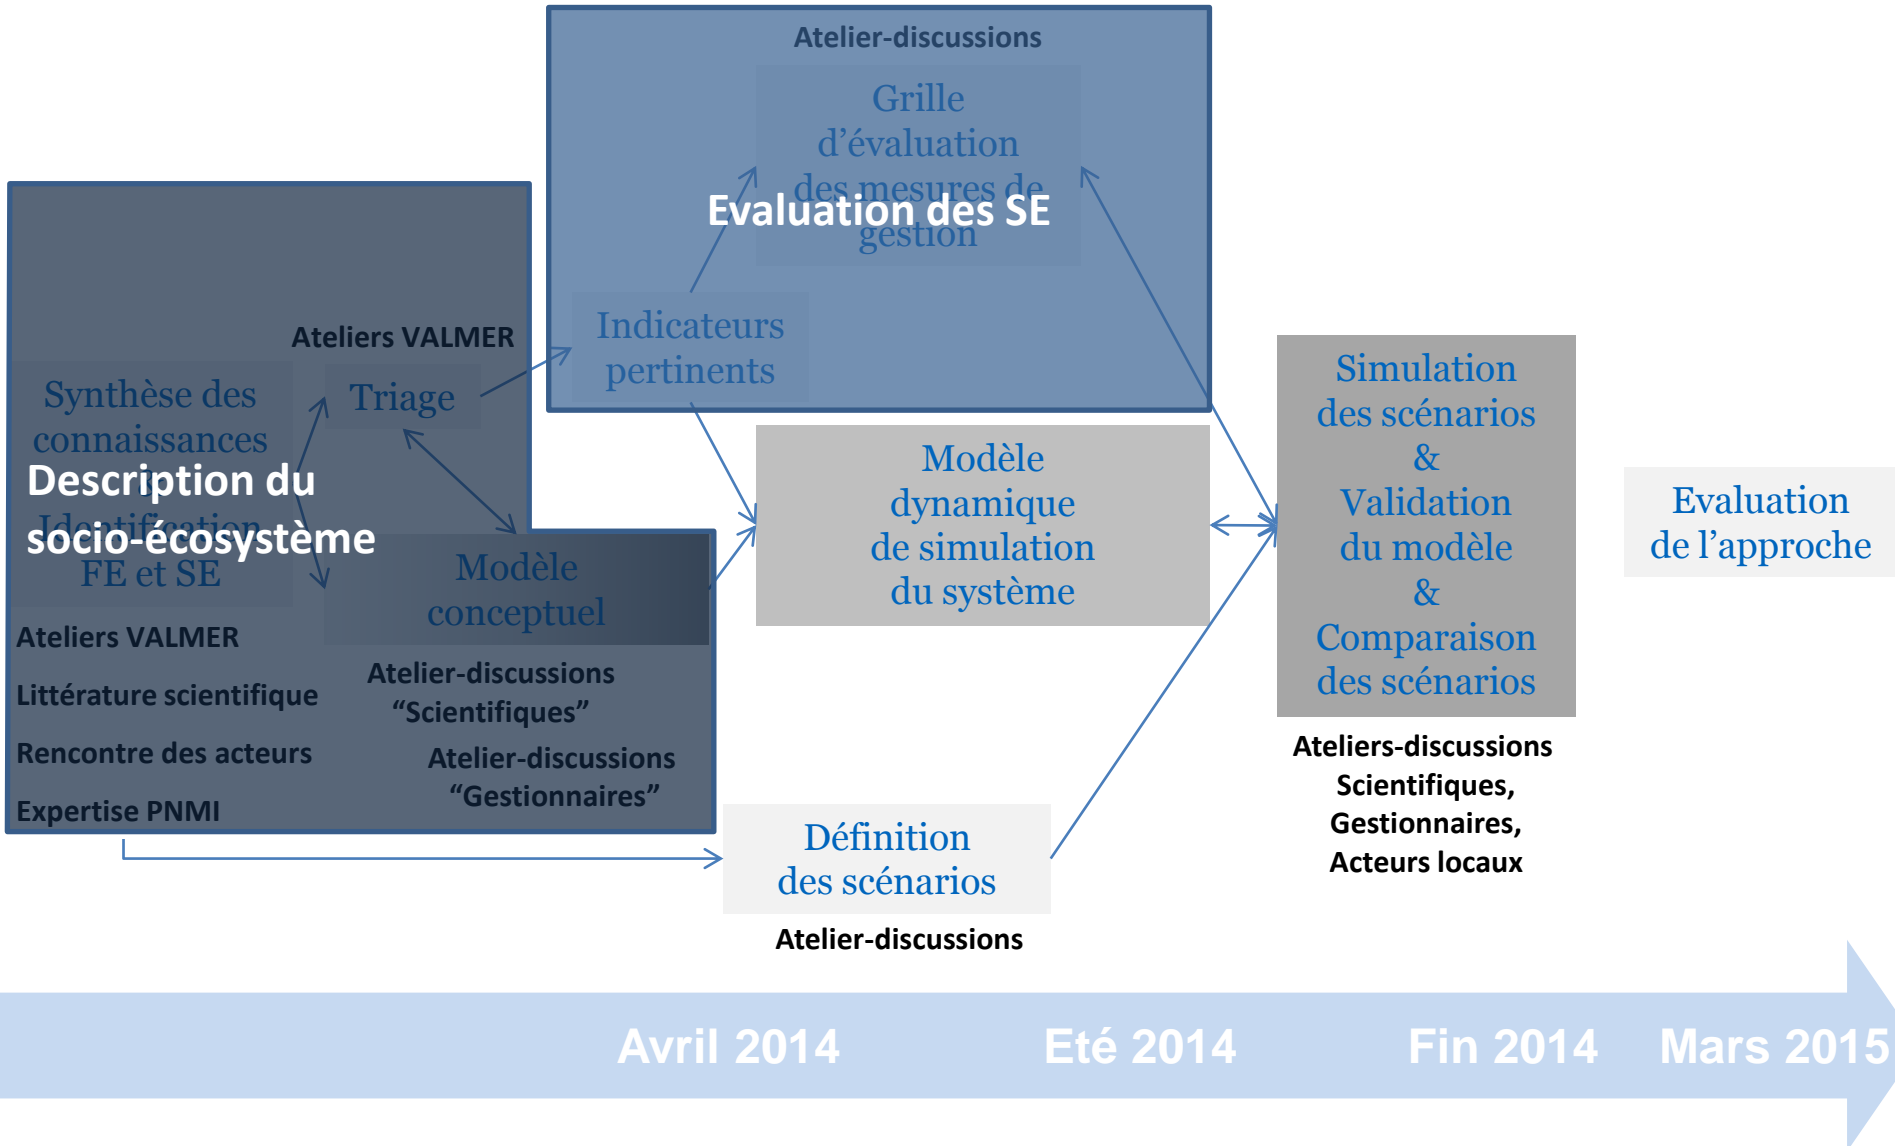 Atelier-discussions
Grille
d’évaluation
des mesures de
gestion
Evaluation des SE
Indicateurs
pertinents
Ateliers VALMER
Triage
Synthèse des
connaissances
&
Identification
FE et SE
Description du
socio-écosystème
Modèle
conceptuel
Ateliers VALMER
Littérature scientifique
Rencontre des acteurs
Expertise PNMI
Atelier-discussions
“Scientifiques”
Atelier-discussions
“Gestionnaires”
Modèle
dynamique
de simulation
du système
Définition
des scénarios
Atelier-discussions
Simulation
des scénarios
&
Validation
du modèle
&
Comparaison
des scénarios
Ateliers-discussions
Scientifiques,
Gestionnaires,
Acteurs locaux
Evaluation
de l’approche
Avril 2014
Eté 2014
Fin 2014
Mars 2015